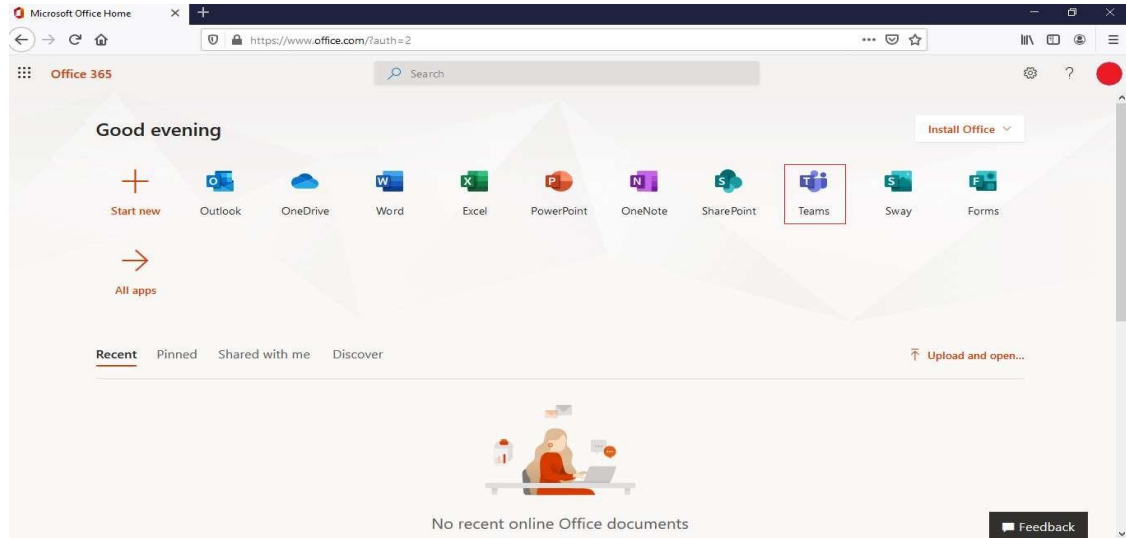 Microsoft Office Home
https://www.office.com/?auth=2
Office 365
Search
?
Good evening
Install Office
Start new Outlook OneDrive Word Excel PowerPoint OneNote SharePoint Teams Sway Forms
All apps
Recent Pinned Shared with me Discover Upload and open...
No recent online Office documents
Feedback